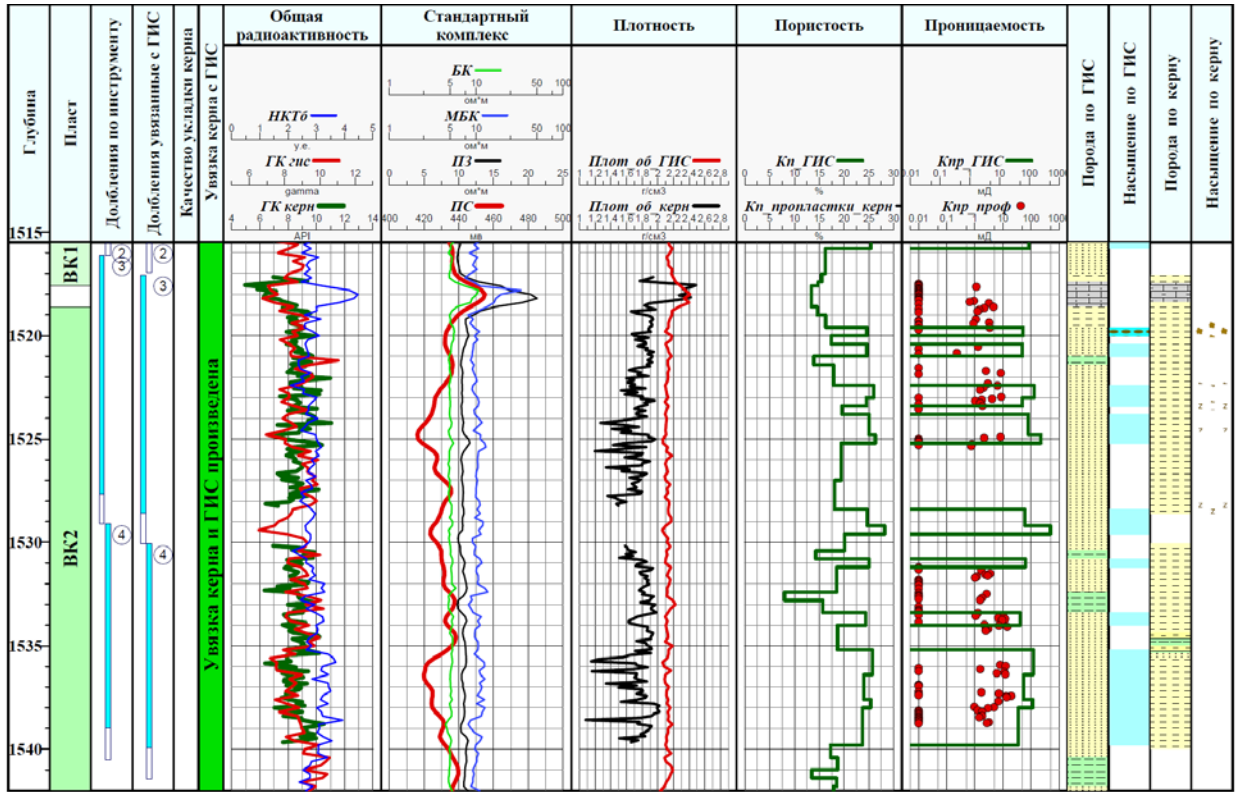 Глубина
Пласт
Долбления по инструменту
Долбления увязанные с ГИС
Качество укладки керна
Увязка керна с ГИС
Общая
радиоактивность
НКТб
0 1 2 3 4 5
у.е.
ГК гис
6 8 10 12
gamma
ГК керн
4 6 8 10 12 14
API
Стандартный
комплекс
БК
1 5 10 50 100
ом*м
МБК
1 5 10 50 100
ом*м
ПЗ
0 5 10 15 20 25
ом*м
ПС
400 420 440 460 480 500
мв
Плотность
Плот_об_ГИС
1 1,2 1,4 1,6 1,8 2 2,2 2,4 2,6 2,8
г/см3
Плот_об_керн
1 1,2 1,4 1,6 1,8 2 2,2 2,4 2,6 2,8
г/см3
Пористость
Кп_ГИС
0 5 10 15 20 25 30
%
Кп_пропластки_керн
0 5 10 15 20 25 30
%
Проницаемость
Кпр_ГИС
0.01 0.1 1 10 100 1000
мД
Кпр_проф
0.01 0.1 1 10 100 1000
мД
Порода по ГИС
Насыщение по ГИС
Порода по керну
Насыщение по керну
1515
1520
1525
1530
1535
1540
ВК1
ВК2
2
3
4
2
3
4
Увязка керна и ГИС произведена